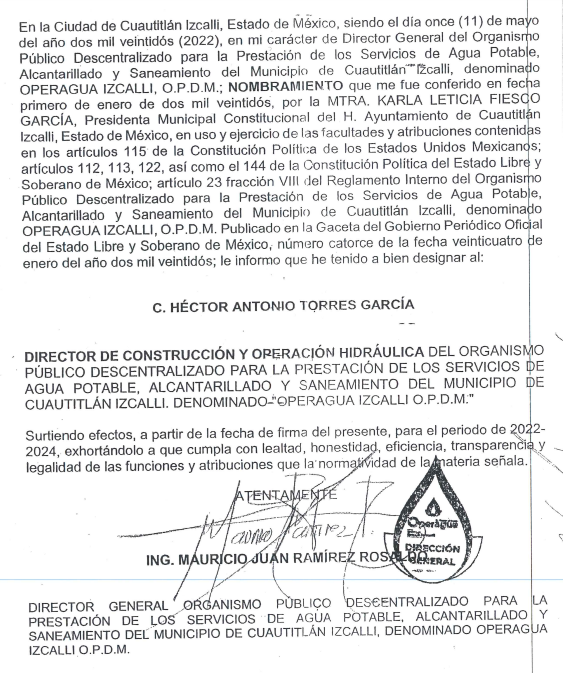 En la Ciudad de Cuautitlán Izcalli, Estado de México, siendo el día once (11) de mayo
del año dos mil veintidós (2022), en mi carácter de Director General del Organismo
Público Descentralizado para la Prestación de los Servicios de Agua Potable,
Alcantarillado y Saneamiento del Municipio de Cuautitlán Izcalli, denominado
OPERAGUA IZCALLI, O.P.D.M.; NOMBRAMIENTO que me fue conferido en fecha
primero de enero de dos mil veintidós, por la MTRA. KARLA LETICIA FIESCO
GARCÍA, Presidenta Municipal Constitucional del H. Ayuntamiento de Cuautitlán
Izcalli, Estado de México, en uso y ejercicio de las facultades y atribuciones contenidas
en los artículos 115 de la Constitución Política de los Estados Unidos Mexicanos;
artículos 112, 113, 122, así como el 144 de la Constitución Política del Estado Libre y
Soberano de México; artículo 23 fracción VIII del Reglamento Interno del Organismo
Público Descentralizado para la Prestación de los Servicios de Agua Potable,
Alcantarillado y Saneamiento del Municipio de Cuautitlán Izcalli, denominado
OPERAGUA IZCALLI, O.P.D.M. Publicado en la Gaceta del Gobierno Periódico Oficial
del Estado Libre y Soberano de México, número catorce de la fecha veinticuatro de
enero del año dos mil veintidós; le informo que he tenido a bien designar al:
C. HÉCTOR ANTONIO TORRES GARCÍA
DIRECTOR DE CONSTRUCCIÓN Y OPERACIÓN HIDRÁULICA DEL ORGANISMO
PÚBLICO DESCENTRALIZADO PARA LA PRESTACIÓN DE LOS SERVICIOS DE
AGUA POTABLE, ALCANTARILLADO Y SANEAMIENTO DEL MUNICIPIO DE
CUAUTITLÁN IZCALLI. DENOMINADO "OPERAGUA IZCALLI O.P.D.M."
Surtiendo efectos, a partir de la fecha de firma del presente, para el periodo de 2022-
2024, exhortándolo a que cumpla con lealtad, honestidad, eficiencia, transparencia y
legalidad de las funciones y atribuciones que la normatividad de la materia señala.
ATENTAMENTE
Operagua
DIRECCIÓN
GENERAL
ING. MAURICIO JUAN RAMÍREZ ROSALDO
DIRECTOR GENERAL ORGANISMO PÚBLICO DESCENTRALIZADO PARA LA
PRESTACIÓN DE LOS SERVICIOS DE AGUA POTABLE, ALCANTARILLADO Y
SANEAMIENTO DEL MUNICIPIO DE CUAUTITLÁN IZCALLI, DENOMINADO OPERAGUA
IZCALLI O.P.D.M.